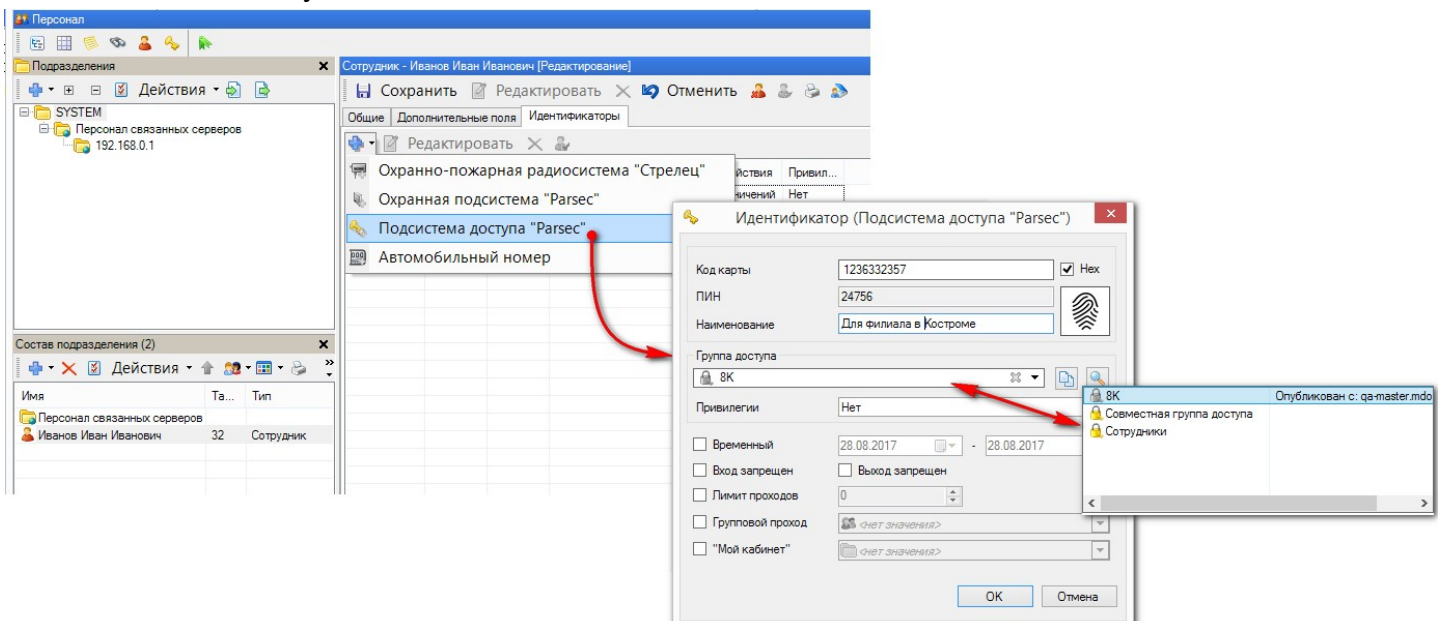 Персонал
Подразделения
Действия
SYSTEM
Персонал связанных серверов
192.168.0.1
Состав подразделения (2)
Действия
Имя Та... Тип
Персонал связанных серверов
Иванов Иван Иванович 32 Сотрудник
Сотрудник - Иванов Иван Иванович [Редактирование]
Сохранить Редактировать Отменить
Общие Дополнительные поля Идентификаторы
Редактировать
йствия Привил...
ничений Нет
Охранно-пожарная радиосистема "Стрелец"
Охранная подсистема "Parsec"
Подсистема доступа "Parsec"
Автомобильный номер
Идентификатор (Подсистема доступа "Parsec")
Код карты 1236332357 Hex
ПИН 24756
Наименование Для филиала в Костроме
Группа доступа
8K
Привилегии Нет
Временный 28.08.2017 - 28.08.2017
Вход запрещен Выход запрещен
Лимит проходов 0
Групповой проход <нет значения>
"Мой кабинет" <нет значения>
OK Отмена
8K Опубликован с: qa-master.mdo
Совместная группа доступа
Сотрудники